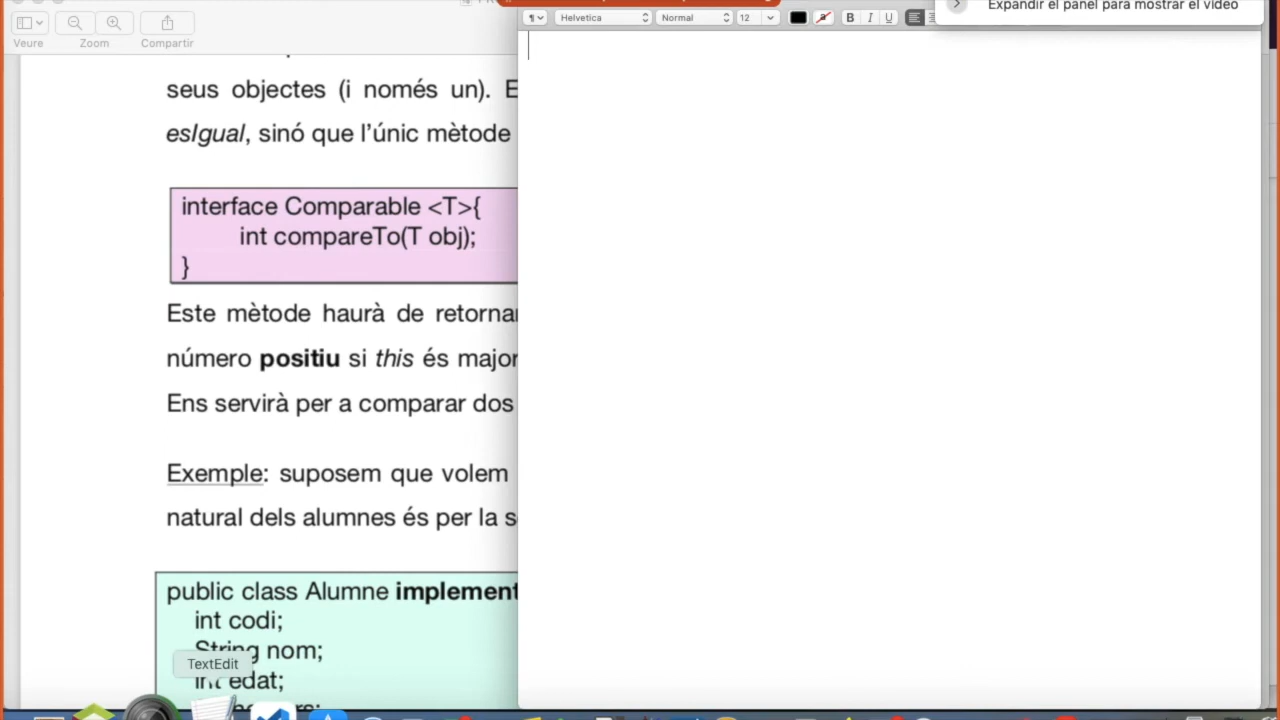 Expandir el panel para mostrar el vídeo
Helvetica
Normal
12
B I U
Veure
Zoom
Compartir
seus objectes (i només un). E
esIgual, sinó que l'únic mètode
interface Comparable <T>{
int compareTo(T obj);
}
Este mètode haurà de retornar
número positiu si this és major
Ens servirà per a comparar dos
Exemple: suposem que volem
natural dels alumnes és per la s
public class Alumne implement
int codi;
String nom;
TextEdit
int edat;